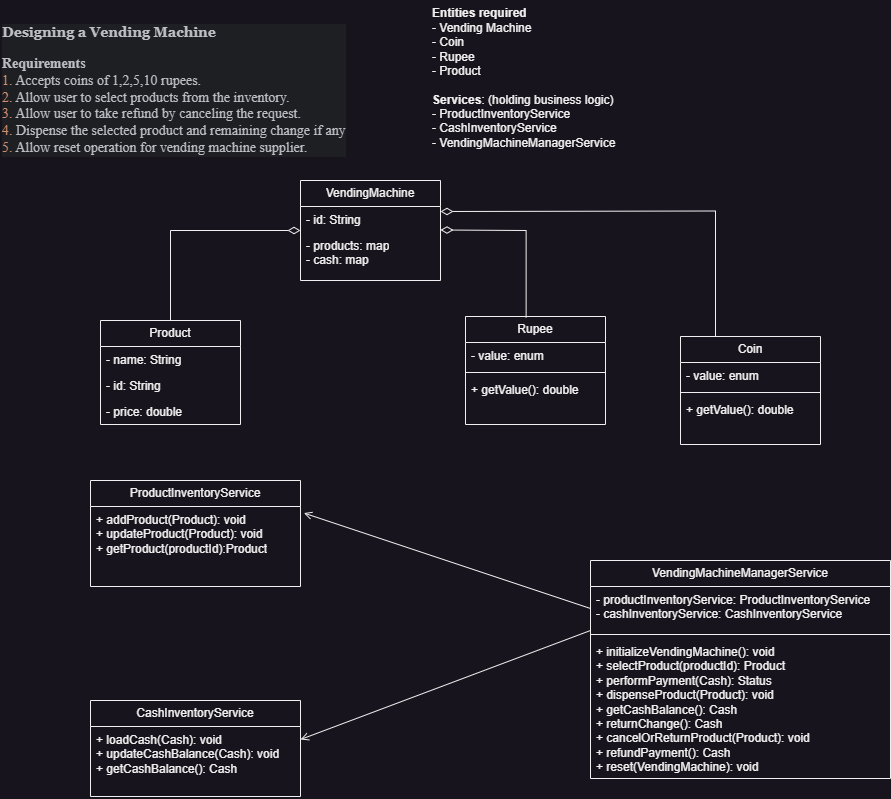 Designing a Vending Machine
Requirements
1. Accepts coins of 1,2,5,10 rupees.
2. Allow user to select products from the inventory.
3. Allow user to take refund by canceling the request.
4. Dispense the selected product and remaining change if any
5. Allow reset operation for vending machine supplier.
Entities required
- Vending Machine
- Coin
- Rupee
- Product
Services: (holding business logic)
- ProductInventoryService
- CashInventoryService
- VendingMachineManagerService
VendingMachine
- id: String
- products: map
- cash: map
Product
- name: String
- id: String
- price: double
Rupee
- value: enum
+ getValue(): double
Coin
- value: enum
+ getValue(): double
ProductInventoryService
+ addProduct(Product): void
+ updateProduct(Product): void
+ getProduct(productId):Product
VendingMachineManagerService
- productInventoryService: ProductInventoryService
- cashInventoryService: CashInventoryService
+ initializeVendingMachine(): void
+ selectProduct(productId): Product
+ performPayment(Cash): Status
+ dispenseProduct(Product): void
+ getCashBalance(): Cash
+ returnChange(): Cash
+ cancelOrReturnProduct(Product): void
+ refundPayment(): Cash
+ reset(VendingMachine): void
CashInventoryService
+ loadCash(Cash): void
+ updateCashBalance(Cash): void
+ getCashBalance(): Cash